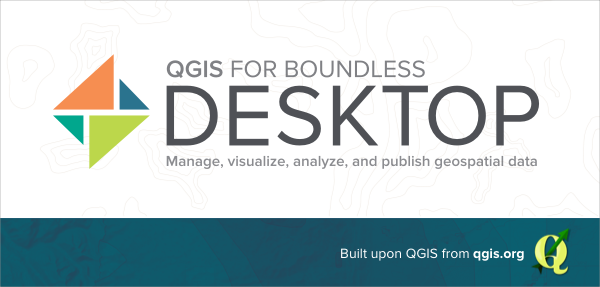 QGIS FOR BOUNDLESS
DESKTOP
Manage, visualize, analyze, and publish geospatial data
Built upon QGIS from qgis.org